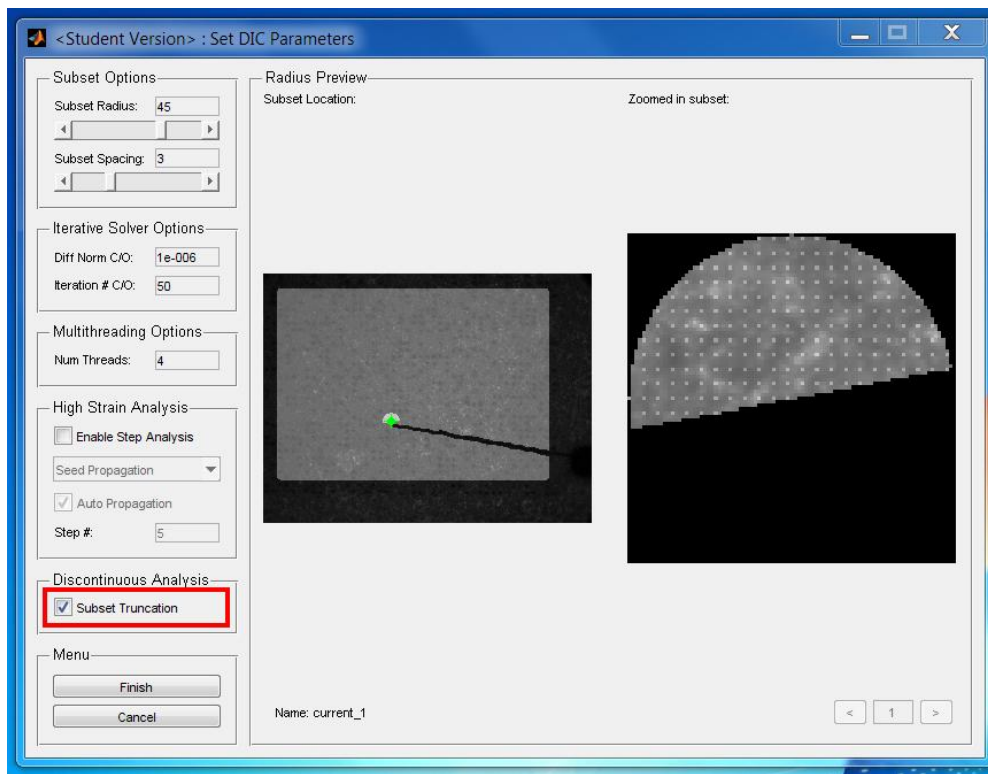 <Student Version> : Set DIC Parameters
Subset Options
Subset Radius: 45
Subset Spacing: 3
Iterative Solver Options
Diff Norm C/O: 1e-006
Iteration # C/O: 50
Multithreading Options
Num Threads: 4
High Strain Analysis
Enable Step Analysis
Seed Propagation
Auto Propagation
Step #: 5
Discontinuous Analysis
Subset Truncation
Menu
Finish
Cancel
Radius Preview
Subset Location:
Zoomed in subset:
Name: current_1
< 1 >